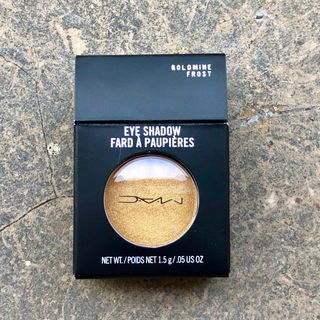 GOLDMINE
FROST
EYE SHADOW
FARD À PAUPIÈRES
MAC
NET WT. / POIDS NET 1.5 g / .05 US OZ